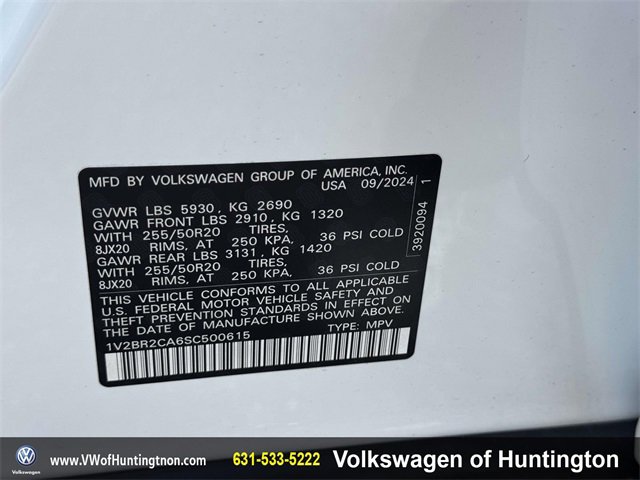 MFD BY VOLKSWAGEN GROUP OF AMERICA, INC.
USA 09/2024
GVWR LBS 5930, KG 2690
GAWR FRONT LBS 2910, KG 1320
WITH 255/50R20 TIRES,
8JX20 RIMS, AT 250 KPA, 36 PSI COLD
GAWR REAR LBS 3131, KG 1420
WITH 255/50R20 TIRES,
8JX20 RIMS, AT 250 KPA, 36 PSI COLD
THIS VEHICLE CONFORMS TO ALL APPLICABLE
U.S. FEDERAL MOTOR VEHICLE SAFETY AND
THEFT PREVENTION STANDARDS IN EFFECT ON
THE DATE OF MANUFACTURE SHOWN ABOVE.
1V2BR2CA6SC500615 TYPE: MPV
3920094 1
Volkswagen
www.VWofHuntingtnon.com
631-533-5222
Volkswagen of Huntington